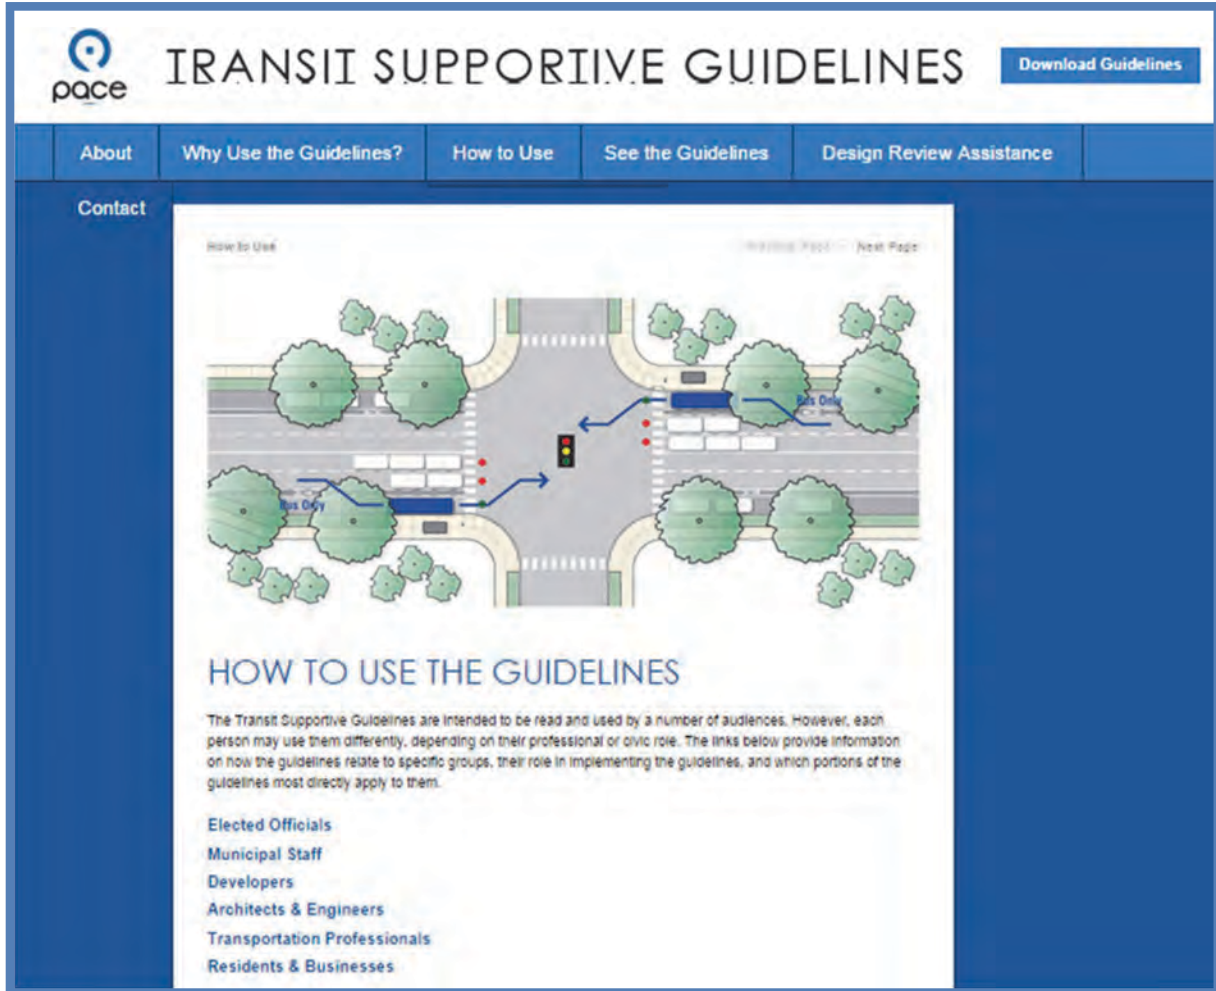 pace
TRANSIT SUPPORTIVE GUIDELINES
Download Guidelines
About
Why Use the Guidelines?
How to Use
See the Guidelines
Design Review Assistance
Contact
How to Use
Previous Page
Next Page
Bus Only
Bus Only
HOW TO USE THE GUIDELINES
The Transit Supportive Guidelines are intended to be read and used by a number of audiences. However, each
person may use them differently, depending on their professional or civic role. The links below provide information
on how the guidelines relate to specific groups, their role in implementing the guidelines, and which portions of the
guidelines most directly apply to them.
Elected Officials
Municipal Staff
Developers
Architects & Engineers
Transportation Professionals
Residents & Businesses